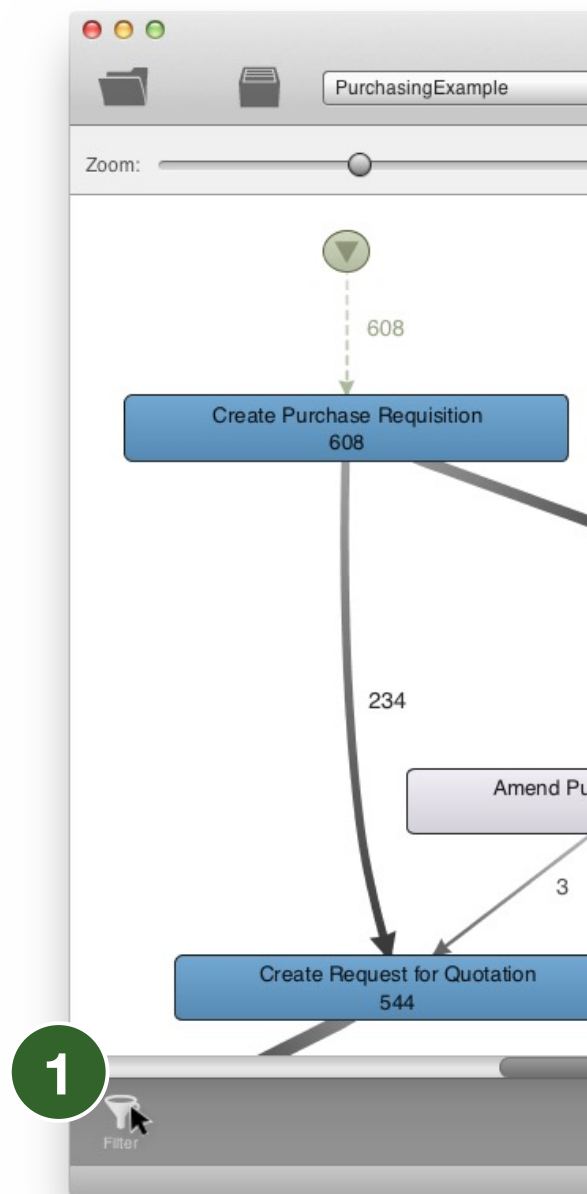 PurchasingExample
Zoom:
608
Create Purchase Requisition
608
234
Amend Pu
3
Create Request for Quotation
544
1
Filter